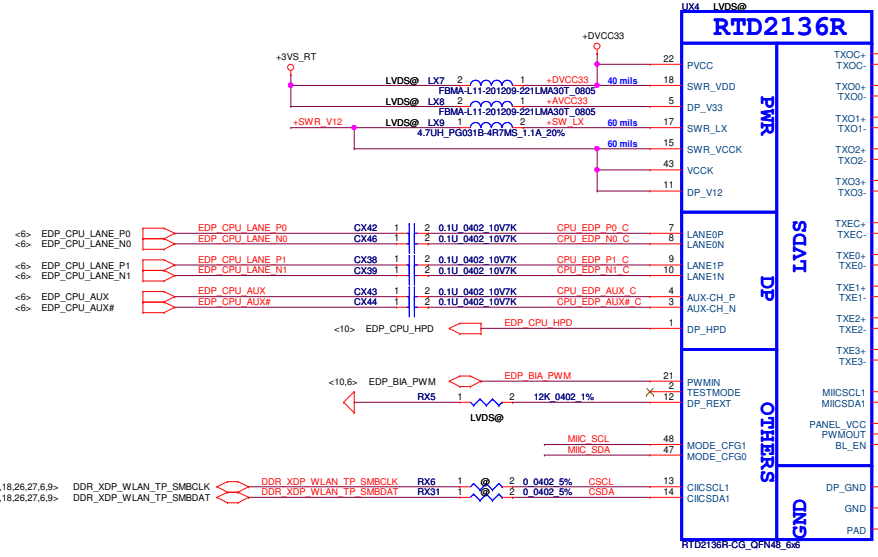 UX4 LVDS@
RTD2136R
+DVCC33
+3VS_RT
22 PVCC
LVDS@ LX7 2 1 +DVCC33 40 mils 18 SWR_VDD
FBMA-L11-201209-221LMA30T_0805
LVDS@ LX8 2 1 +AVCC33 5 DP_V33
FBMA-L11-201209-221LMA30T_0805
+SWR_V12 LVDS@ LX9 1 2 +SW_LX 60 mils 17 SWR_LX
4.7UH_PG031B-4R7MS_1.1A_20%
60 mils 15 SWR_VCCK
43 VCCK
11 DP_V12
PWR
<6> EDP_CPU_LANE_P0 EDP_CPU_LANE_P0 CX42 1 2 0.1U_0402_10V7K CPU_EDP_P0_C 7 LANE0P
<6> EDP_CPU_LANE_N0 EDP_CPU_LANE_N0 CX46 1 2 0.1U_0402_10V7K CPU_EDP_N0_C 8 LANE0N
<6> EDP_CPU_LANE_P1 EDP_CPU_LANE_P1 CX38 1 2 0.1U_0402_10V7K CPU_EDP_P1_C 9 LANE1P
<6> EDP_CPU_LANE_N1 EDP_CPU_LANE_N1 CX39 1 2 0.1U_0402_10V7K CPU_EDP_N1_C 10 LANE1N
<6> EDP_CPU_AUX EDP_CPU_AUX CX43 1 2 0.1U_0402_10V7K CPU_EDP_AUX_C 4 AUX-CH_P
<6> EDP_CPU_AUX# EDP_CPU_AUX# CX44 1 2 0.1U_0402_10V7K CPU_EDP_AUX#_C 3 AUX-CH_N
<10> EDP_CPU_HPD EDP_CPU_HPD 1 DP_HPD
DP
<10,6> EDP_BIA_PWM EDP_BIA_PWM 21 PWMIN
2 TESTMODE
RX5 1 2 12K_0402_1% 12 DP_REXT
LVDS@
MIIC_SCL 48 MODE_CFG1
MIIC_SDA 47 MODE_CFG0
,18,26,27,6,9> DDR_XDP_WLAN_TP_SMBCLK DDR_XDP_WLAN_TP_SMBCLK RX6 1 @ 2 0_0402_5% CSCL 13 CIICSCL1
,18,26,27,6,9> DDR_XDP_WLAN_TP_SMBDAT DDR_XDP_WLAN_TP_SMBDAT RX31 1 @ 2 0_0402_5% CSDA 14 CIICSDA1
OTHERS
LVDS
TXOC+
TXOC-
TXO0+
TXO0-
TXO1+
TXO1-
TXO2+
TXO2-
TXO3+
TXO3-
TXEC+
TXEC-
TXE0+
TXE0-
TXE1+
TXE1-
TXE2+
TXE2-
TXE3+
TXE3-
MIICSCL1
MIICSDA1
PANEL_VCC
PWMOUT
BL_EN
GND
DP_GND
GND
PAD
RTD2136R-CG_QFN48_6x6